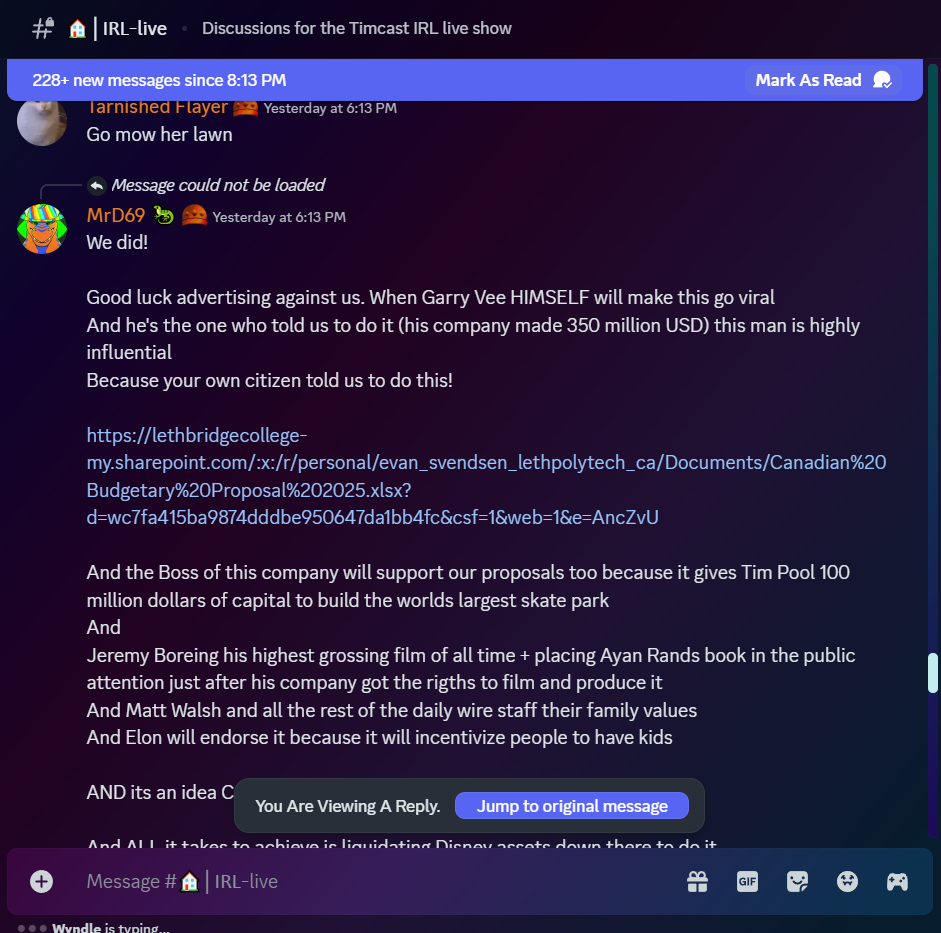 IRL-live • Discussions for the Timcast IRL live show
228+ new messages since 8:13 PM Mark As Read
Tarnished Flayer Yesterday at 6:13 PM
Go mow her lawn
Message could not be loaded
MrD69 Yesterday at 6:13 PM
We did!
Good luck advertising against us. When Garry Vee HIMSELF will make this go viral
And he's the one who told us to do it (his company made 350 million USD) this man is highly
influential
Because your own citizen told us to do this!
https://lethbridgecollege-
my.sharepoint.com/:x:/r/personal/evan_svendsen_lethpolytech_ca/Documents/Canadian%20
Budgetary%20Proposal%202025.xlsx?
d=wc7fa415ba9874dddbe950647da1bb4fc&csf=1&web=1&e=AncZvU
And the Boss of this company will support our proposals too because it gives Tim Pool 100
million dollars of capital to build the worlds largest skate park
And
Jeremy Boreing his highest grossing film of all time + placing Ayan Rands book in the public
attention just after his company got the rigths to film and produce it
And Matt Walsh and all the rest of the daily wire staff their family values
And Elon will endorse it because it will incentivize people to have kids
AND its an idea C
You Are Viewing A Reply. Jump to original message
And ALL it takes to achieve is liquidating Disney assets down there to do it
Message # | IRL-live
GIF
Wyndle is typing...